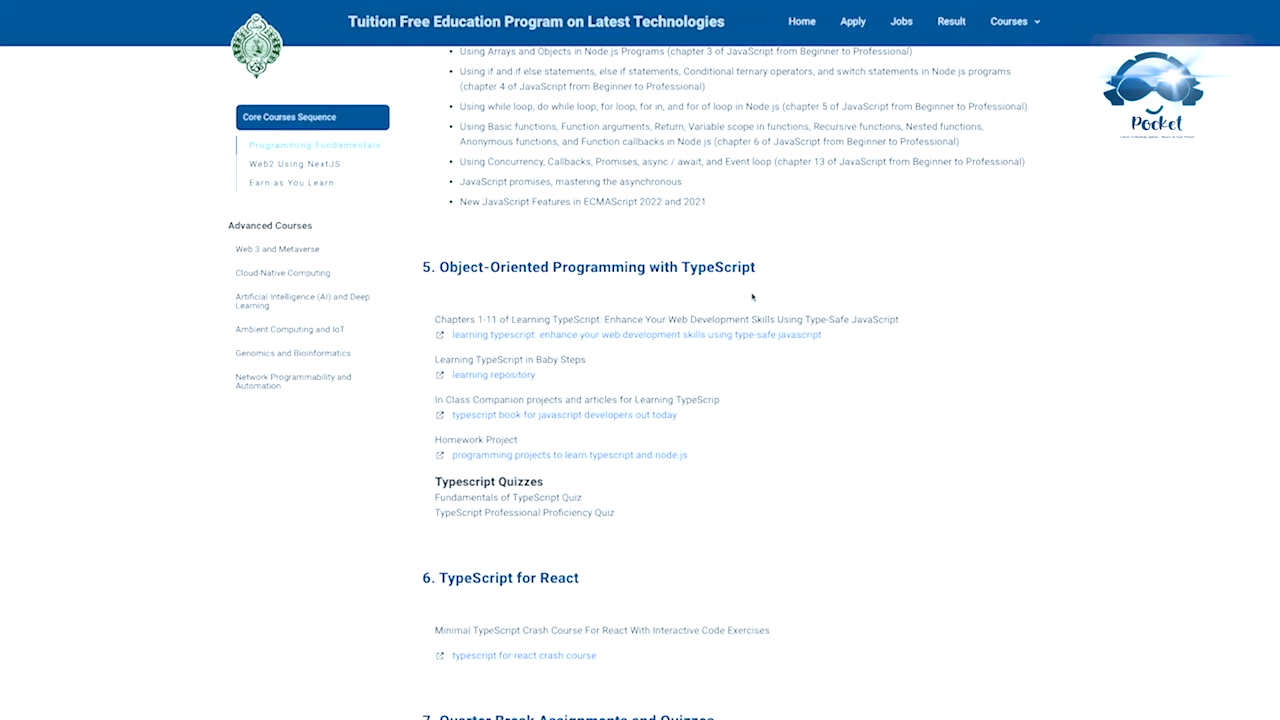 Tuition Free Education Program on Latest Technologies
Home
Apply
Jobs
Result
Courses
Core Courses Sequence
Programming Fundamentals
Web2 Using NextJS
Earn as You Learn
Advanced Courses
Web 3 and Metaverse
Cloud-Native Computing
Artificial Intelligence (AI) and Deep
Learning
Ambient Computing and IoT
Genomics and Bioinformatics
Network Programmability and
Automation
• Using Arrays and Objects in Node.js Programs (chapter 3 of JavaScript from Beginner to Professional)
• Using if and if else statements, else if statements, Conditional ternary operators, and switch statements in Node js programs
(chapter 4 of JavaScript from Beginner to Professional)
• Using while loop, do while loop, for loop, for in, and for of loop in Node.js (chapter 5 of JavaScript from Beginner to Professional)
• Using Basic functions, Function arguments, Return, Variable scope in functions, Recursive functions, Nested functions,
Anonymous functions, and Function callbacks in Node.js (chapter 6 of JavaScript from Beginner to Professional)
• Using Concurrency, Callbacks, Promises, async / await, and Event loop (chapter 13 of JavaScript from Beginner to Professional)
• JavaScript promises, mastering the asynchronous
• New JavaScript Features in ECMAScript 2022 and 2021
5. Object-Oriented Programming with TypeScript
Chapters 1-11 of Learning TypeScript: Enhance Your Web Development Skills Using Type-Safe JavaScript
learning typescript: enhance your web development skills using type-safe javascript
Learning TypeScript in Baby Steps
learning repository
In Class Companion projects and articles for Learning TypeScrip
typescript book for javascript developers out today
Homework Project
programming projects to learn typescript and node.js
Typescript Quizzes
Fundamentals of TypeScript Quiz
TypeScript Professional Proficiency Quiz
6. TypeScript for React
Minimal TypeScript Crash Course For React With Interactive Code Exercises
typescript for react crash course
7. Quarter Break Assignments and Quizzes
Pocket